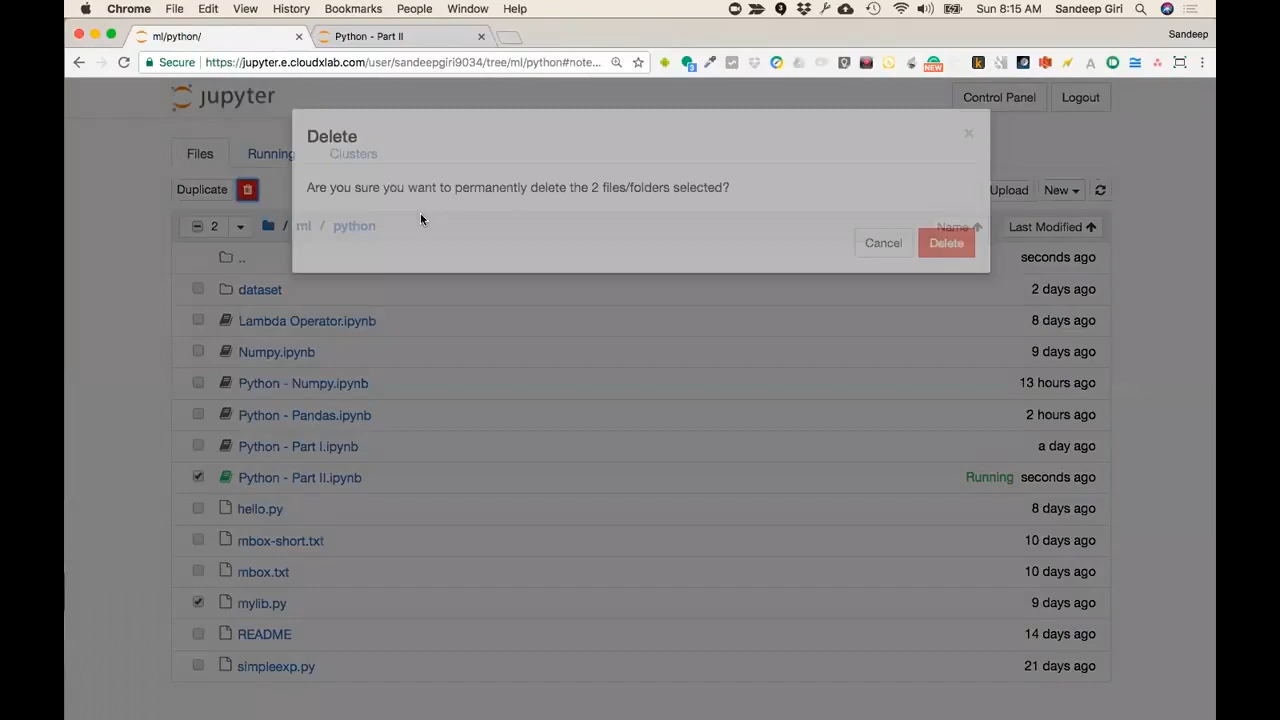 Chrome File Edit View History Bookmarks People Window Help Sun 8:15 AM Sandeep Giri
ml/python/ Python - Part II Sandeep
Secure https://jupyter.e.cloudxlab.com/user/sandeepgiri9034/tree/ml/python#note...
jupyter Control Panel Logout
Delete
Files Running Clusters
Are you sure you want to permanently delete the 2 files/folders selected?
Duplicate Upload New
2 / ml / python Name Last Modified
Cancel Delete
.. seconds ago
dataset 2 days ago
Lambda Operator.ipynb 8 days ago
Numpy.ipynb 9 days ago
Python - Numpy.ipynb 13 hours ago
Python - Pandas.ipynb 2 hours ago
Python - Part I.ipynb a day ago
Python - Part II.ipynb Running seconds ago
hello.py 8 days ago
mbox-short.txt 10 days ago
mbox.txt 10 days ago
mylib.py 9 days ago
README 14 days ago
simpleexp.py 21 days ago